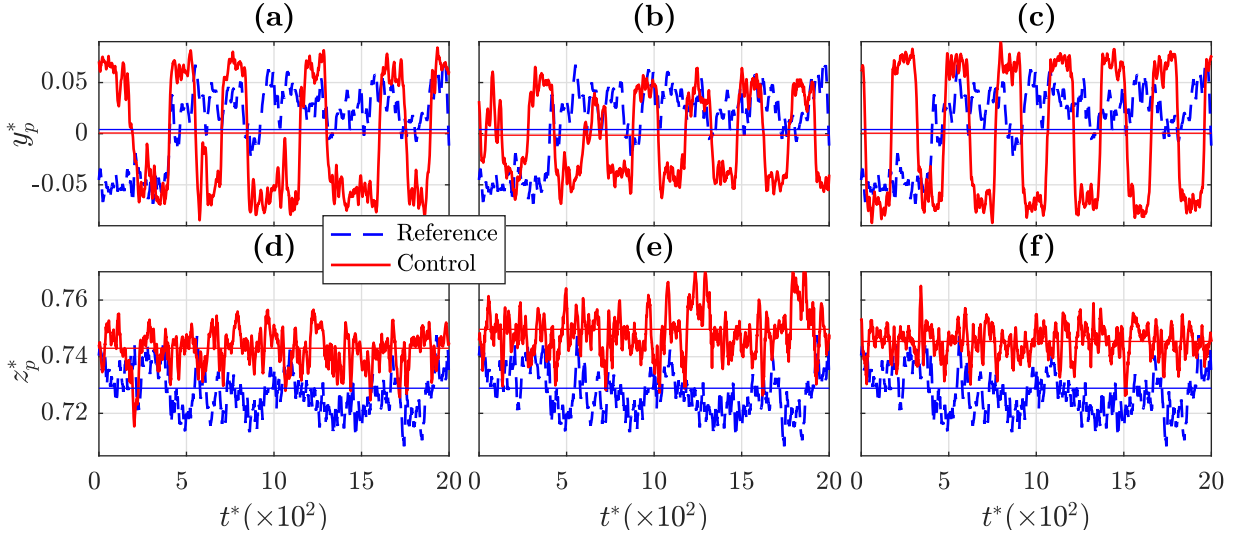 (a) (b) (c)
0.05
0
-0.05
y*p
Reference
Control
(d) (e) (f)
0.76
0.74
0.72
z*p
0 5 10 15 20 0 5 10 15 20 0 5 10 15 20
t*(×10²) t*(×10²) t*(×10²)